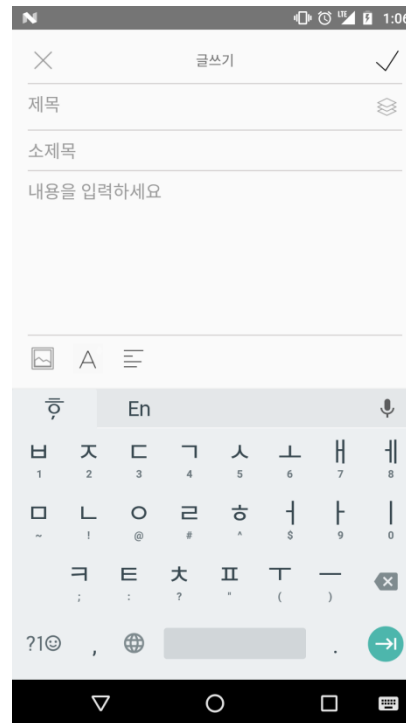 N LTE 1:06
글쓰기
제목
소제목
내용을 입력하세요
A
ㅎ En
ㅂ ㅈ ㄷ ㄱ ㅅ ㅗ ㅐ ㅔ
1 2 3 4 5 6 7 8
ㅁ ㄴ ㅇ ㄹ ㅎ ㅓ ㅏ ㅣ
~ ! @ # ^ $ 9 0
ㅋ ㅌ ㅊ ㅍ ㅜ ㅡ
; : ? " ( )
?1☺ , .